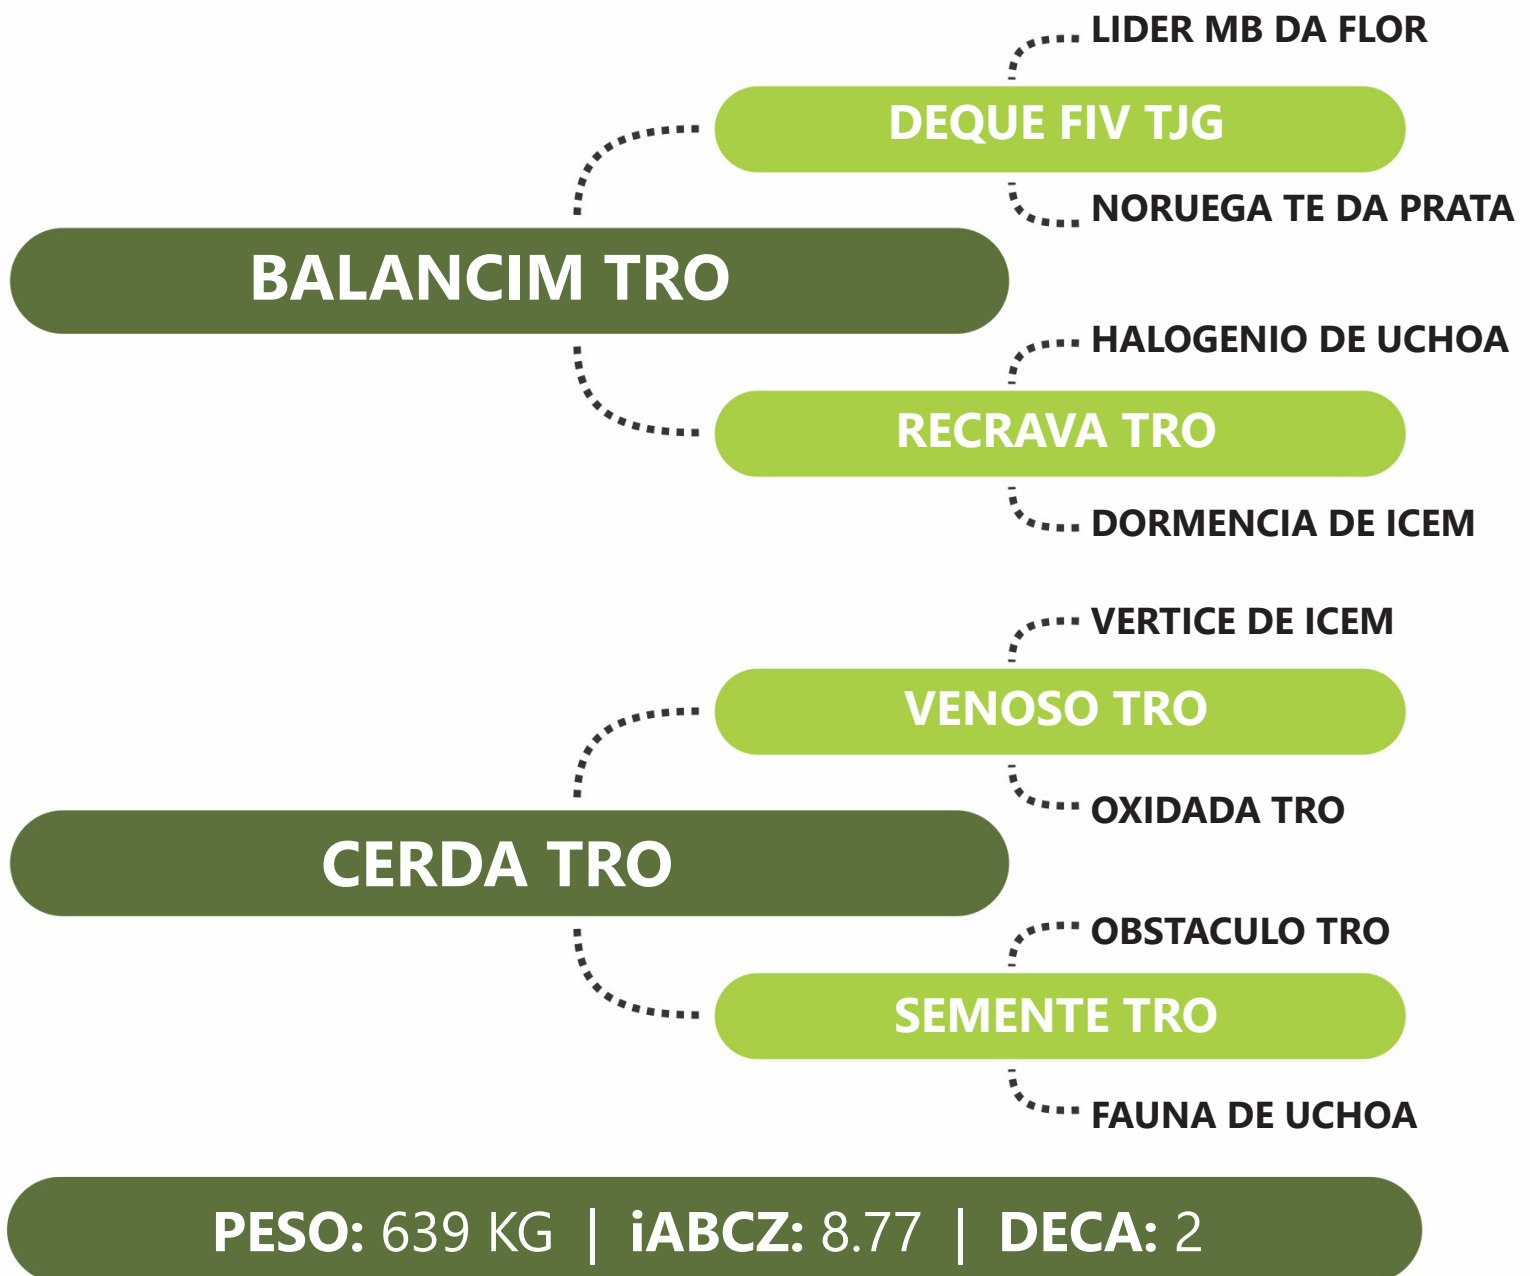 LIDER MB DA FLOR
DEQUE FIV TJG
NORUEGA TE DA PRATA
BALANCIM TRO
HALOGENIO DE UCHOA
RECRAVA TRO
DORMENCIA DE ICEM
VERTICE DE ICEM
VENOSO TRO
OXIDADA TRO
CERDA TRO
OBSTACULO TRO
SEMENTE TRO
FAUNA DE UCHOA
PESO: 639 KG | iABCZ: 8.77 | DECA: 2